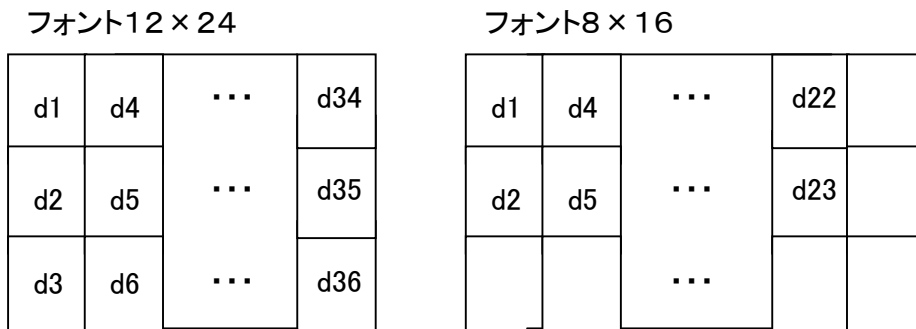 フォント12×24 フォント8×16
d1 d4 ・・・ d34 d1 d4 ・・・ d22
d2 d5 ・・・ d35 d2 d5 ・・・ d23
d3 d6 ・・・ d36 ・・・